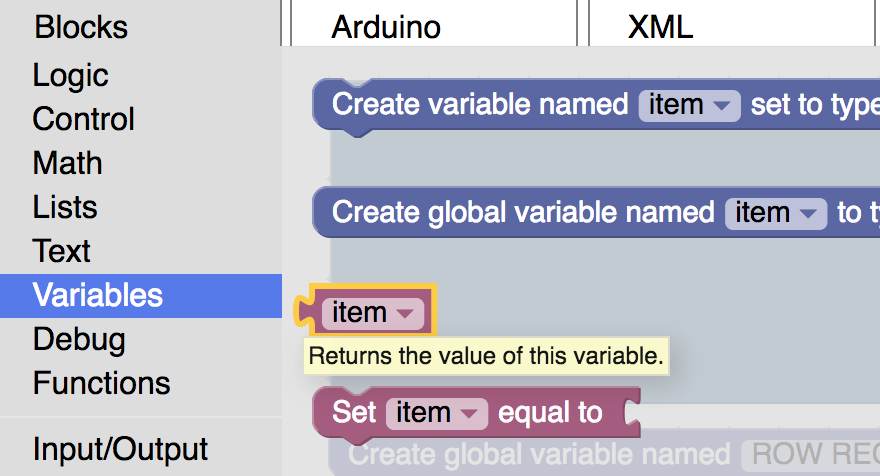 Blocks
Arduino
XML
Logic
Control
Math
Lists
Text
Variables
Debug
Functions
Input/Output
Create variable named item set to type
Create global variable named item to
item
Returns the value of this variable.
Set item equal to
Create global variable named ROW